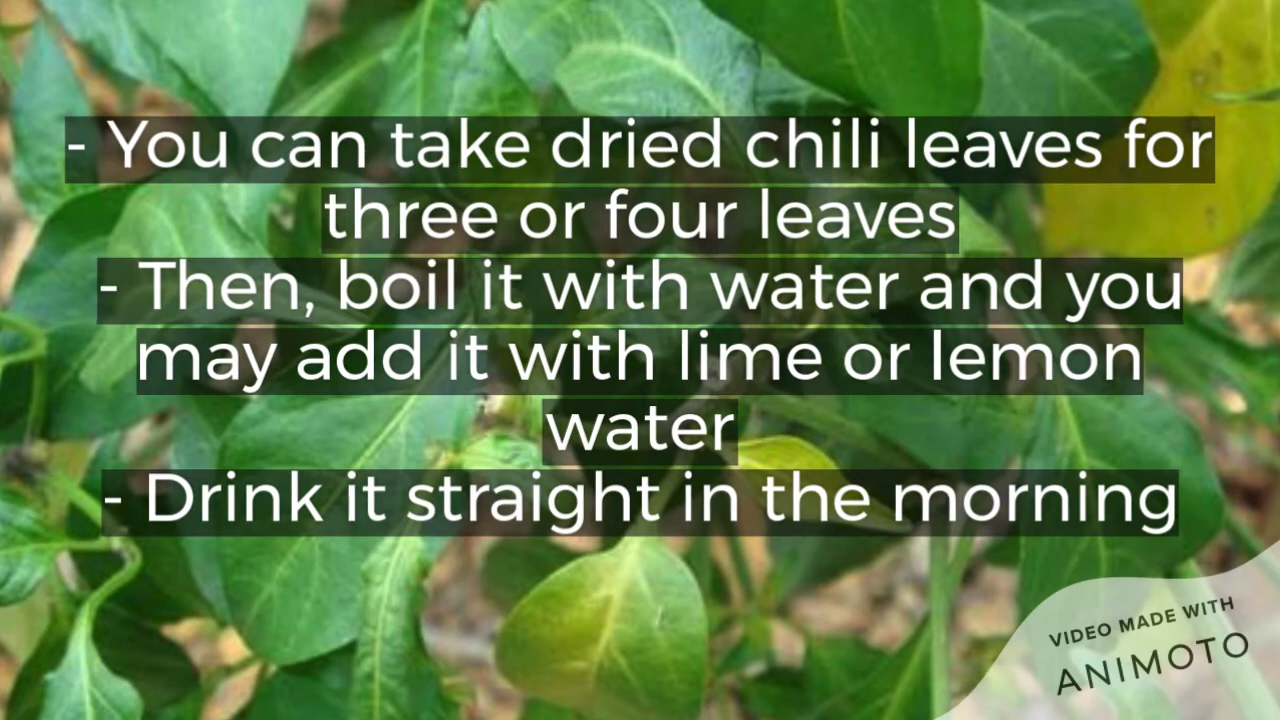 - You can take dried chili leaves for
three or four leaves
- Then, boil it with water and you
may add it with lime or lemon
water
- Drink it straight in the morning
VIDEO MADE WITH
ANIMOTO